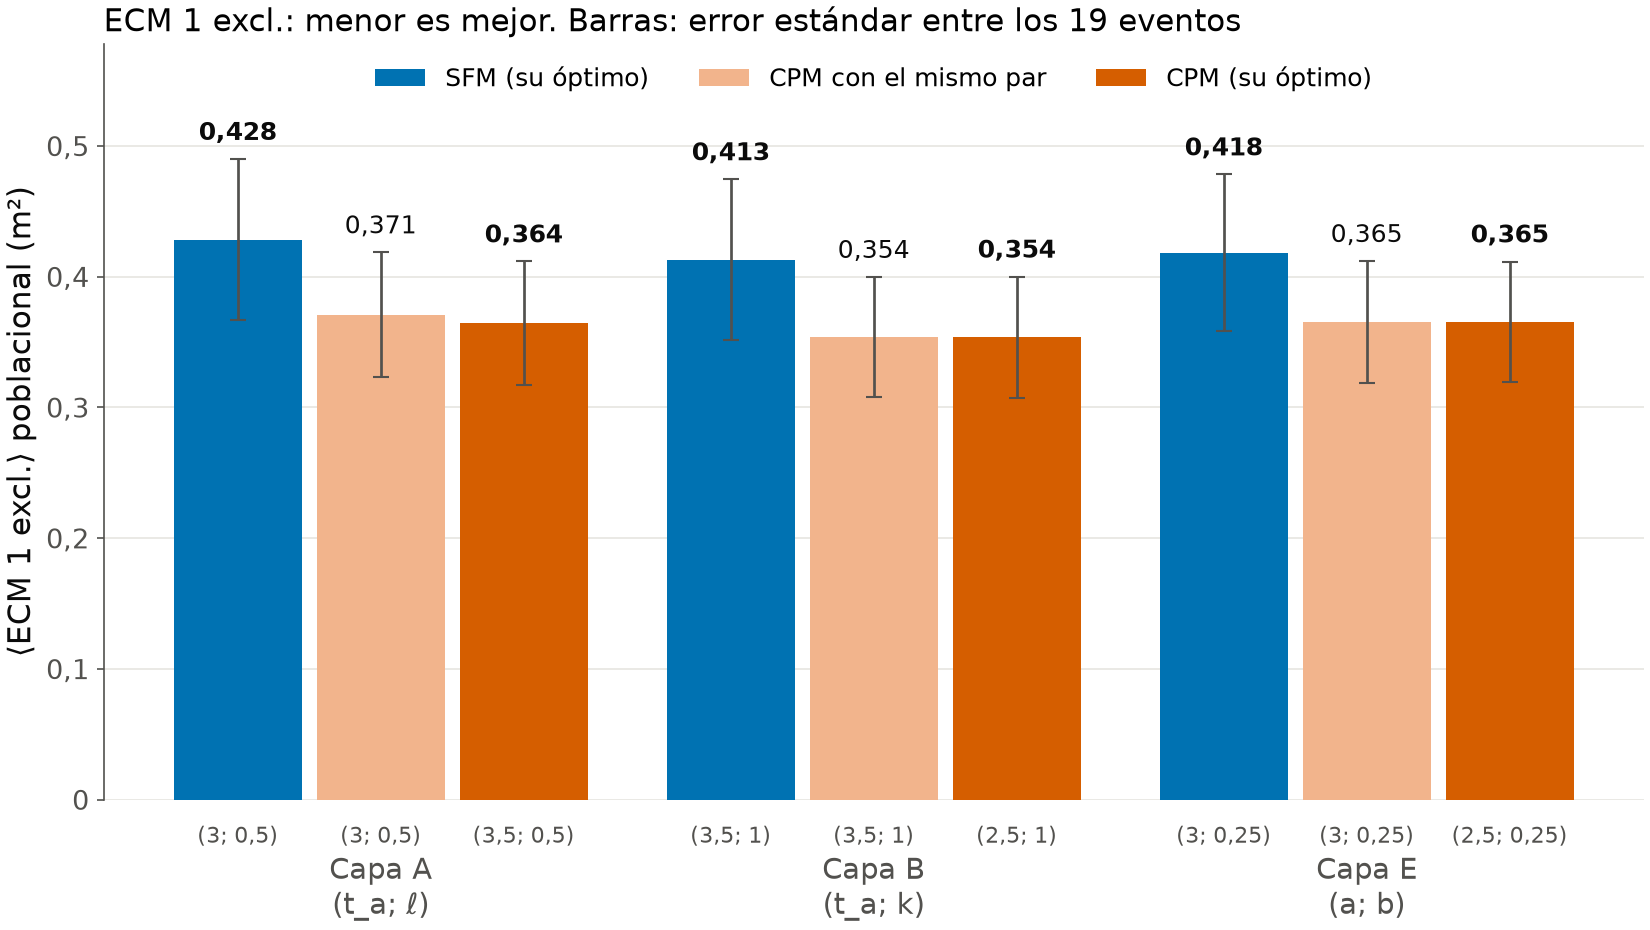 ECM 1 excl.: menor es mejor. Barras: error estándar entre los 19 eventos
SFM (su óptimo)
CPM con el mismo par
CPM (su óptimo)
⟨ECM 1 excl.⟩ poblacional (m²)
0,5
0,4
0,3
0,2
0,1
0
0,428
0,371
0,364
0,413
0,354
0,354
0,418
0,365
0,365
(3; 0,5)
(3; 0,5)
(3,5; 0,5)
(3,5; 1)
(3,5; 1)
(2,5; 1)
(3; 0,25)
(3; 0,25)
(2,5; 0,25)
Capa A
(t_a; ℓ)
Capa B
(t_a; k)
Capa E
(a; b)